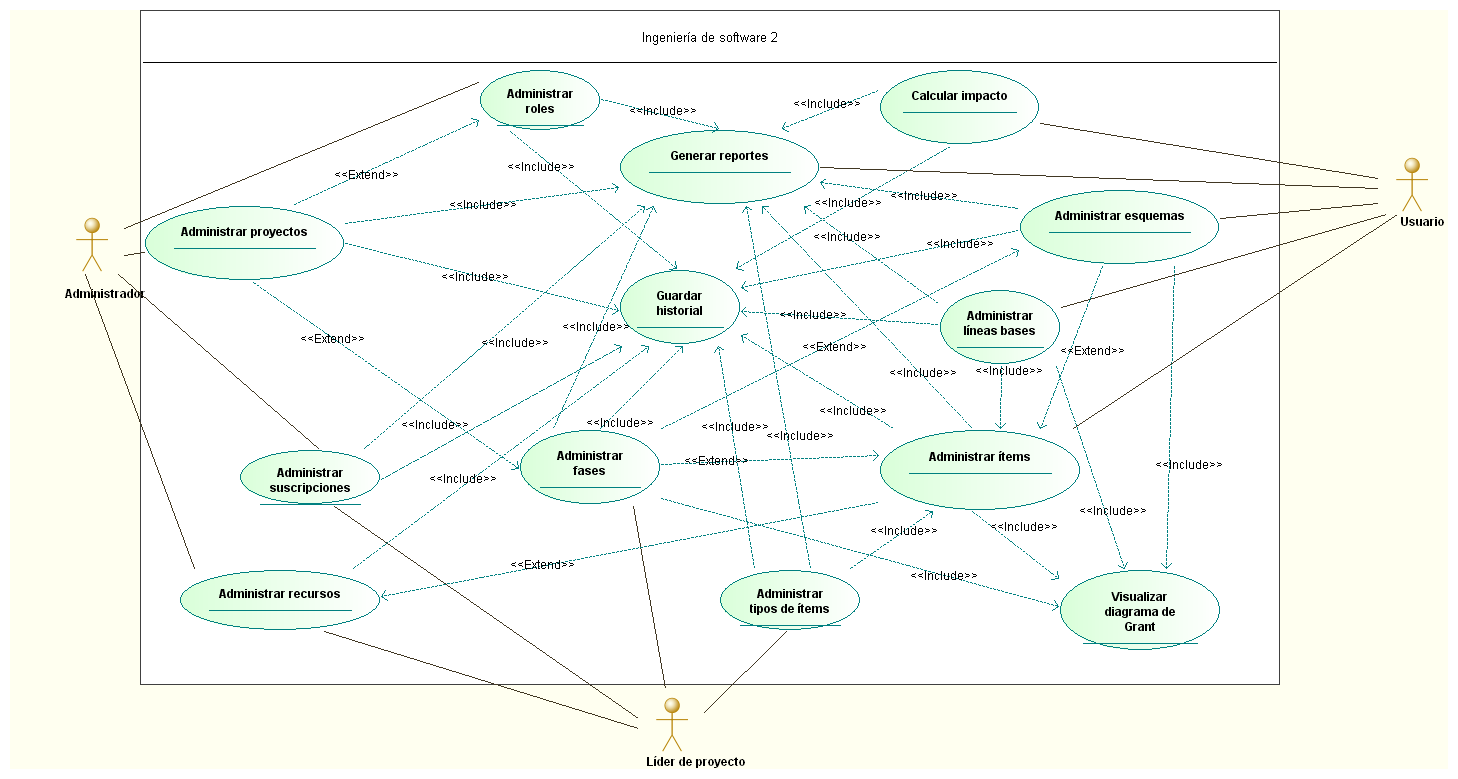 Ingeniería de software 2
Administrar
roles
<<Include>>
<<Include>>
Calcular impacto
Generar reportes
<<Include>>
<<Extend>>
<<Include>>
<<Include>>
<<Include>>
Administrar esquemas
Usuario
Administrar proyectos
<<Include>>
<<Include>>
Administrador
<<Include>>
Guardar
historial
Administrar
líneas bases
<<Include>>
<<Include>>
<<Extend>>
<<Include>>
<<Extend>>
<<Extend>>
<<Include>>
<<Include>>
<<Include>>
<<Include>>
<<Include>>
<<Include>>
<<Include>>
Administrar
fases
Administrar ítems
<<Extend>>
<<Include>>
Administrar
suscripciones
<<Include>>
<<Include>>
<<Include>>
<<Include>>
<<Extend>>
<<Include>>
Administrar recursos
Administrar
tipos de ítems
Visualizar
diagrama de
Grant
Líder de proyecto